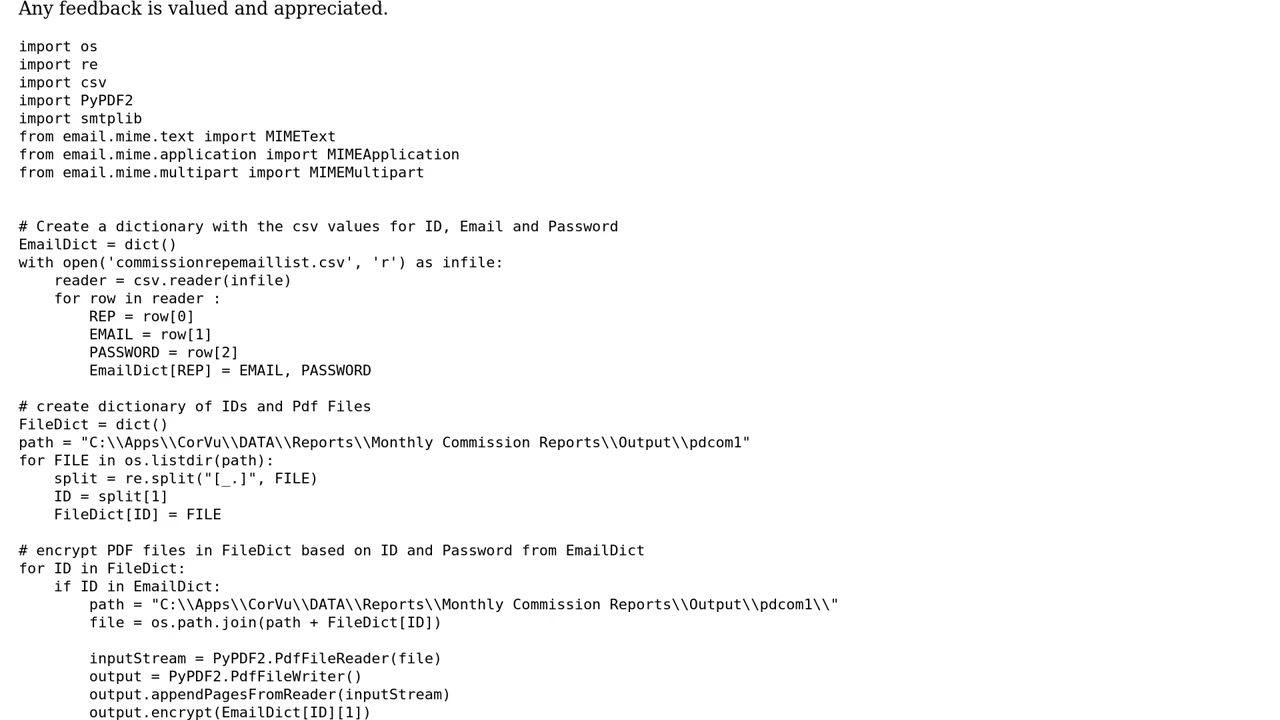 Any feedback is valued and appreciated.
import os
import re
import csv
import PyPDF2
import smtplib
from email.mime.text import MIMEText
from email.mime.application import MIMEApplication
from email.mime.multipart import MIMEMultipart
# Create a dictionary with the csv values for ID, Email and Password
EmailDict = dict()
with open('commissionrepemaillist.csv', 'r') as infile:
    reader = csv.reader(infile)
    for row in reader :
        REP = row[0]
        EMAIL = row[1]
        PASSWORD = row[2]
        EmailDict[REP] = EMAIL, PASSWORD
# create dictionary of IDs and Pdf Files
FileDict = dict()
path = "C:\\Apps\\CorVu\\DATA\\Reports\\Monthly Commission Reports\\Output\\pdcom1"
for FILE in os.listdir(path):
    split = re.split("[_.]", FILE)
    ID = split[1]
    FileDict[ID] = FILE
# encrypt PDF files in FileDict based on ID and Password from EmailDict
for ID in FileDict:
    if ID in EmailDict:
        path = "C:\\Apps\\CorVu\\DATA\\Reports\\Monthly Commission Reports\\Output\\pdcom1\\"
        file = os.path.join(path + FileDict[ID])
        inputStream = PyPDF2.PdfFileReader(file)
        output = PyPDF2.PdfFileWriter()
        output.appendPagesFromReader(inputStream)
        output.encrypt(EmailDict[ID][1])